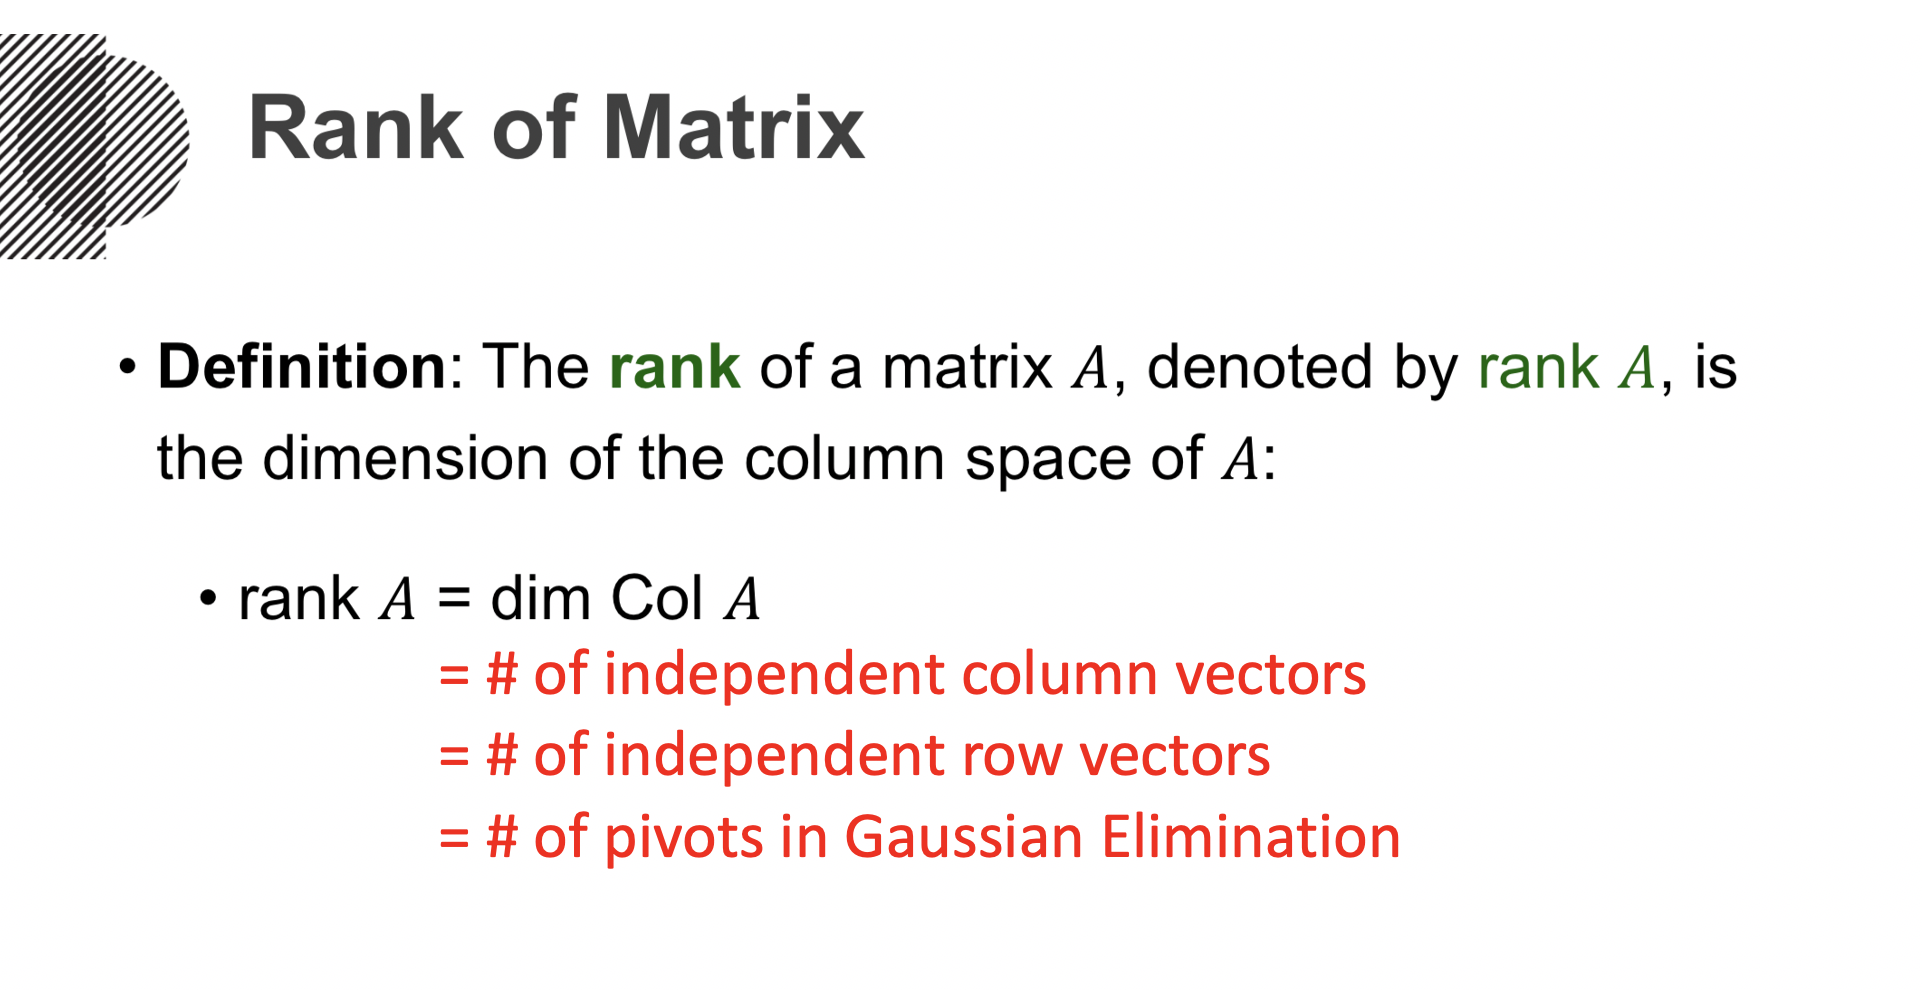 Rank of Matrix
• Definition: The rank of a matrix A, denoted by rank A, is
the dimension of the column space of A:
• rank A = dim Col A
= # of independent column vectors
= # of independent row vectors
= # of pivots in Gaussian Elimination